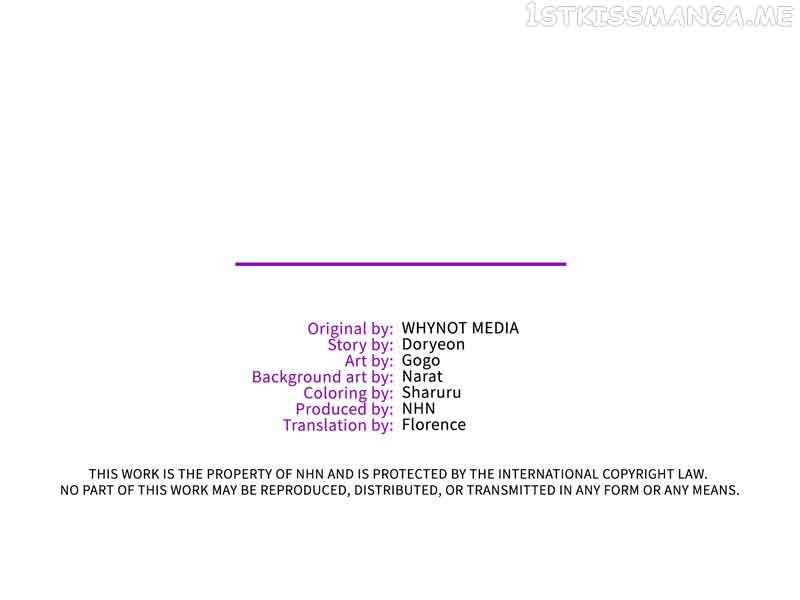 1STKISSMANGA.ME
Original by: WHYNOT MEDIA
Story by: Doryeon
Art by: Gogo
Background art by: Narat
Coloring by: Sharuru
Produced by: NHN
Translation by: Florence
THIS WORK IS THE PROPERTY OF NHN AND IS PROTECTED BY THE INTERNATIONAL COPYRIGHT LAW.
NO PART OF THIS WORK MAY BE REPRODUCED, DISTRIBUTED, OR TRANSMITTED IN ANY FORM OR ANY MEANS.